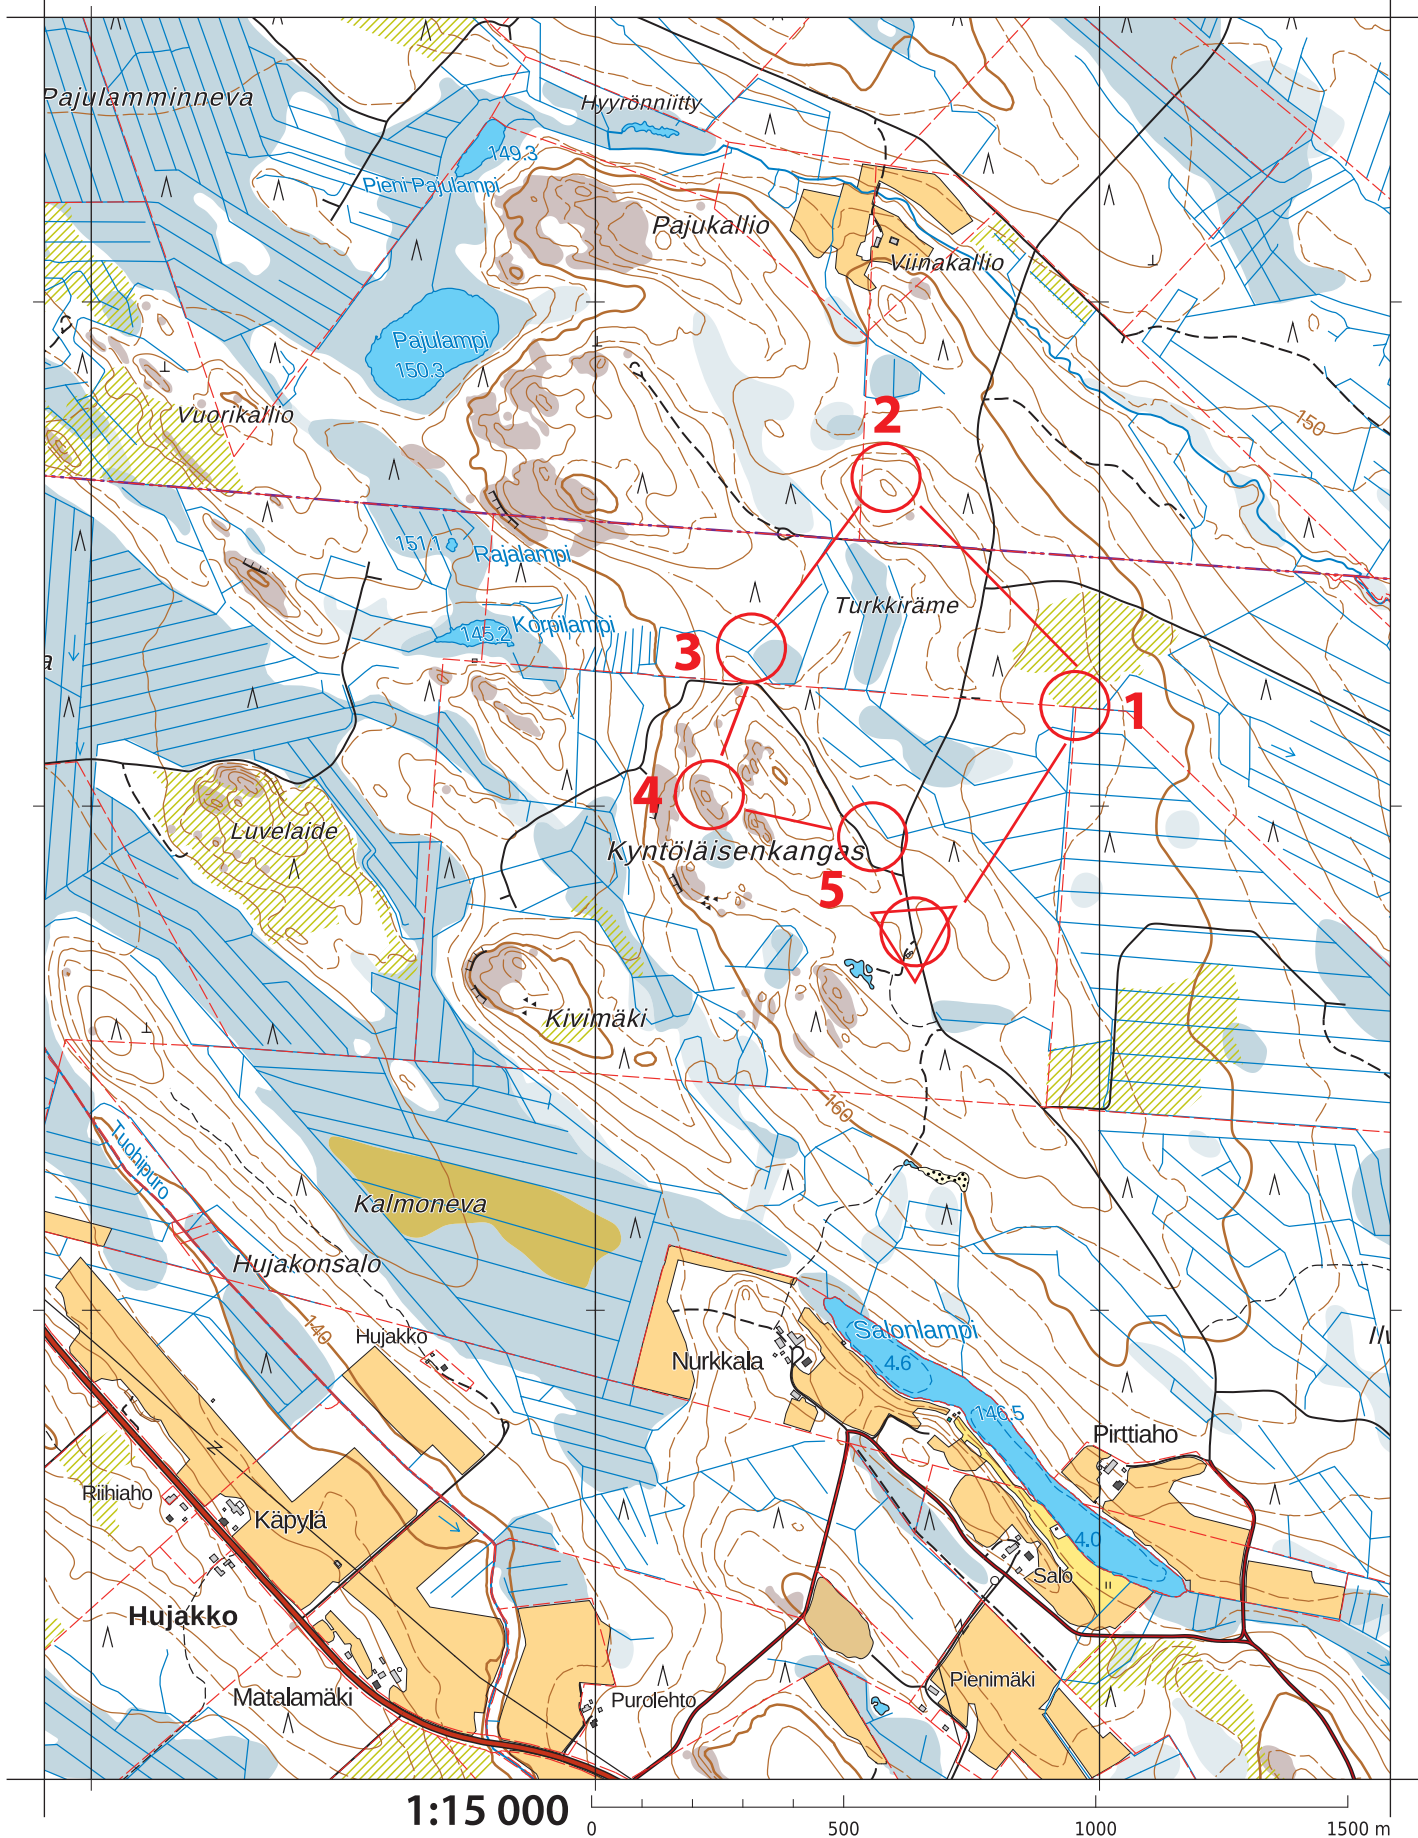 Pajulamminneva
Hyyrönniitty
149.3
Pieni Pajulampi
Pajukallio
Viinakallio
Pajulampi
150.3
Vuorikallio
2
150
151.1
Rajalampi
Turkkiräme
145.2
Korpilampi
3
a
1
4
Luvelaide
Kyntöläisenkangas
5
Kivimäki
160
Tuohipuro
Kalmoneva
Hujakonsalo
140
Hujakko
Salonlampi
Nurkkala
4.6
146.5
Pirttiaho
Riihiaho
Käpylä
4.0
Salo
Hujakko
Matalamäki
Purolehto
Pienimäki
1:15 000
0
500
1000
1500 m